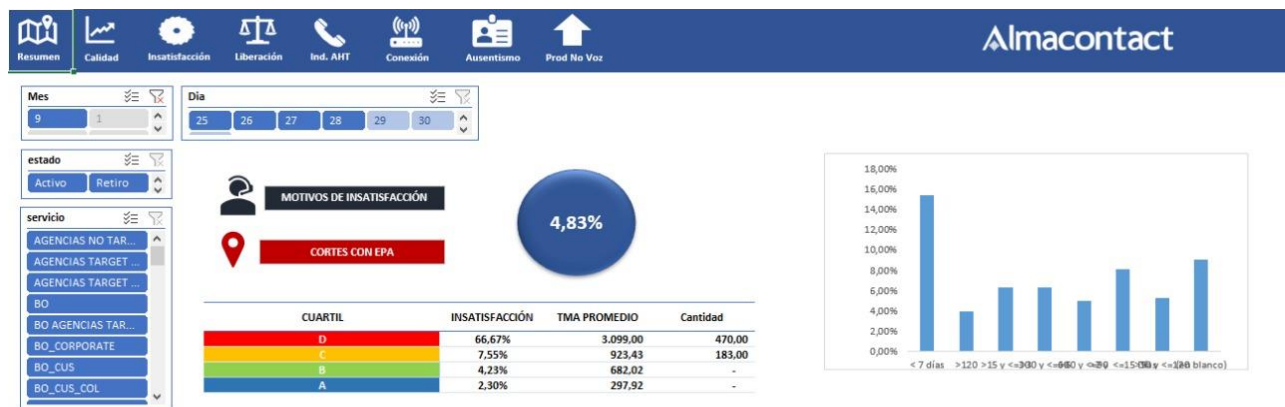 Resumen Calidad Insatisfacción Liberación Ind. AHT Conexión Ausentismo Prod No Voz
Almacontact
Mes
9 1
Dia
25 26 27 28 29 30
estado
Activo Retiro
servicio
AGENCIAS NO TAR...
AGENCIAS TARGET ...
AGENCIAS TARGET ...
BO
BO AGENCIAS TAR...
BO_CORPORATE
BO_CUS
BO_CUS_COL
MOTIVOS DE INSATISFACCIÓN
CORTES CON EPA
4,83%
CUARTIL INSATISFACCIÓN TMA PROMEDIO Cantidad
D 66,67% 3.099,00 470,00
C 7,55% 923,43 183,00
B 4,23% 682,02 -
A 2,30% 297,92 -
18,00%
16,00%
14,00%
12,00%
10,00%
8,00%
6,00%
4,00%
2,00%
0,00%
< 7 días >120 >15 y <=30